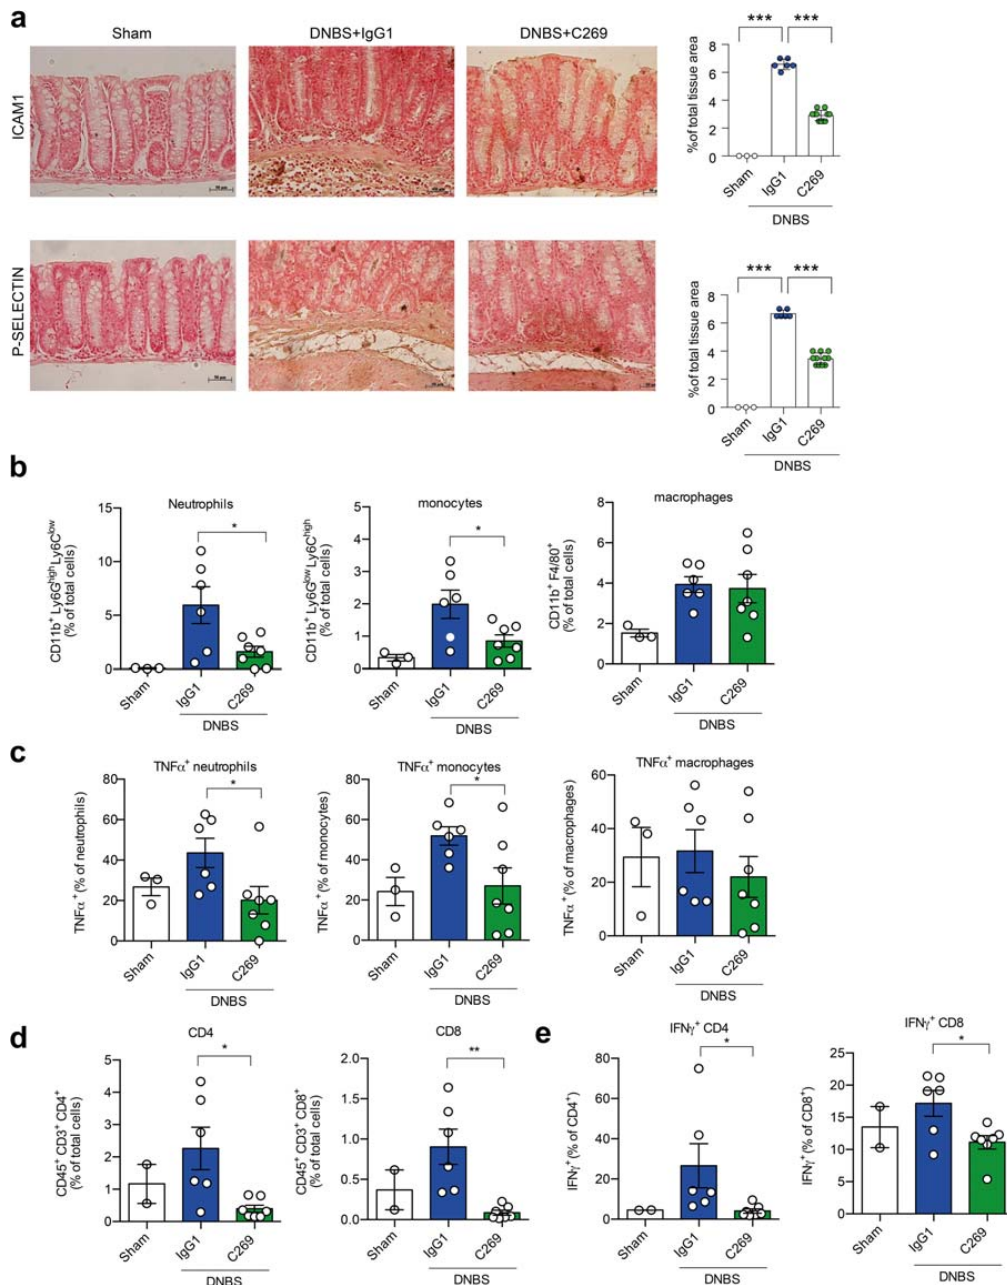 a
Sham
DNBS+IgG1
DNBS+C269
ICAM1
***
***
%of total tissue area
8
6
4
2
0
Sham
IgG1
C269
DNBS
P-SELECTIN
***
***
%of total tissue area
8
6
4
2
0
Sham
IgG1
C269
DNBS
b
Neutrophils
CD11b+ Ly6Ghigh Ly6Clow
(% of total cells)
15
10
5
0
*
Sham
IgG1
C269
DNBS
monocytes
CD11b+ Ly6Glow Ly6Chigh
(% of total cells)
5
4
3
2
1
0
*
Sham
IgG1
C269
DNBS
macrophages
CD11b+ F4/80+
(% of total cells)
8
6
4
2
0
Sham
IgG1
C269
DNBS
c
TNFα+ neutrophils
TNFα+ (% of neutrophils)
80
60
40
20
0
*
Sham
IgG1
C269
DNBS
TNFα+ monocytes
TNFα+ (% of monocytes)
80
60
40
20
0
*
Sham
IgG1
C269
DNBS
TNFα+ macrophages
TNFα+ (% of macrophages)
60
40
20
0
Sham
IgG1
C269
DNBS
d
CD4
CD45+ CD3+ CD4+
(% of total cells)
5
4
3
2
1
0
*
Sham
IgG1
C269
DNBS
CD8
CD45+ CD3+ CD8+
(% of total cells)
2.0
1.5
1.0
0.5
0.0
**
Sham
IgG1
C269
DNBS
e
IFNγ+ CD4
IFNγ+ (% of CD4+)
80
60
40
20
0
*
Sham
IgG1
C269
DNBS
IFNγ+ CD8
IFNγ+ (% of CD8+)
25
20
15
10
5
0
*
Sham
IgG1
C269
DNBS